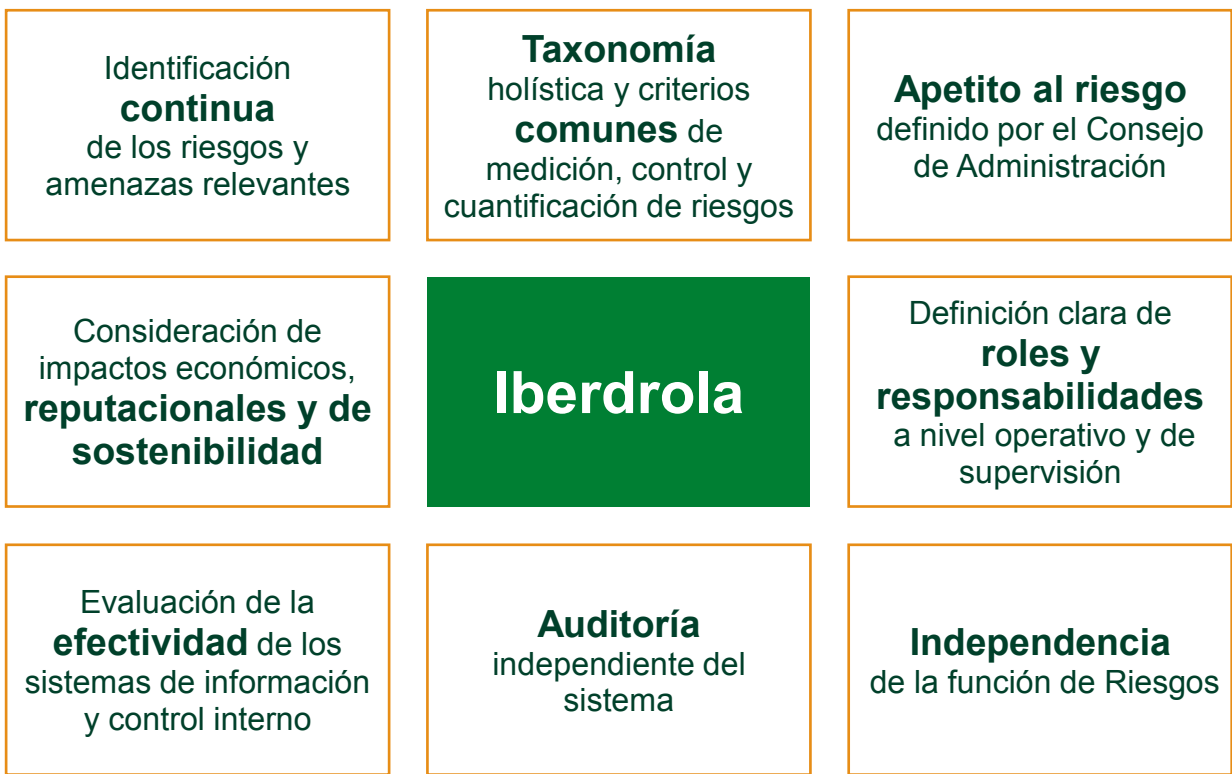 Identificación
continua
de los riesgos y
amenazas relevantes
Taxonomía
holística y criterios
comunes de
medición, control y
cuantificación de riesgos
Apetito al riesgo
definido por el Consejo
de Administración
Consideración de
impactos económicos,
reputacionales y de
sostenibilidad
Iberdrola
Definición clara de
roles y
responsabilidades
a nivel operativo y de
supervisión
Evaluación de la
efectividad de los
sistemas de información
y control interno
Auditoría
independiente del
sistema
Independencia
de la función de Riesgos